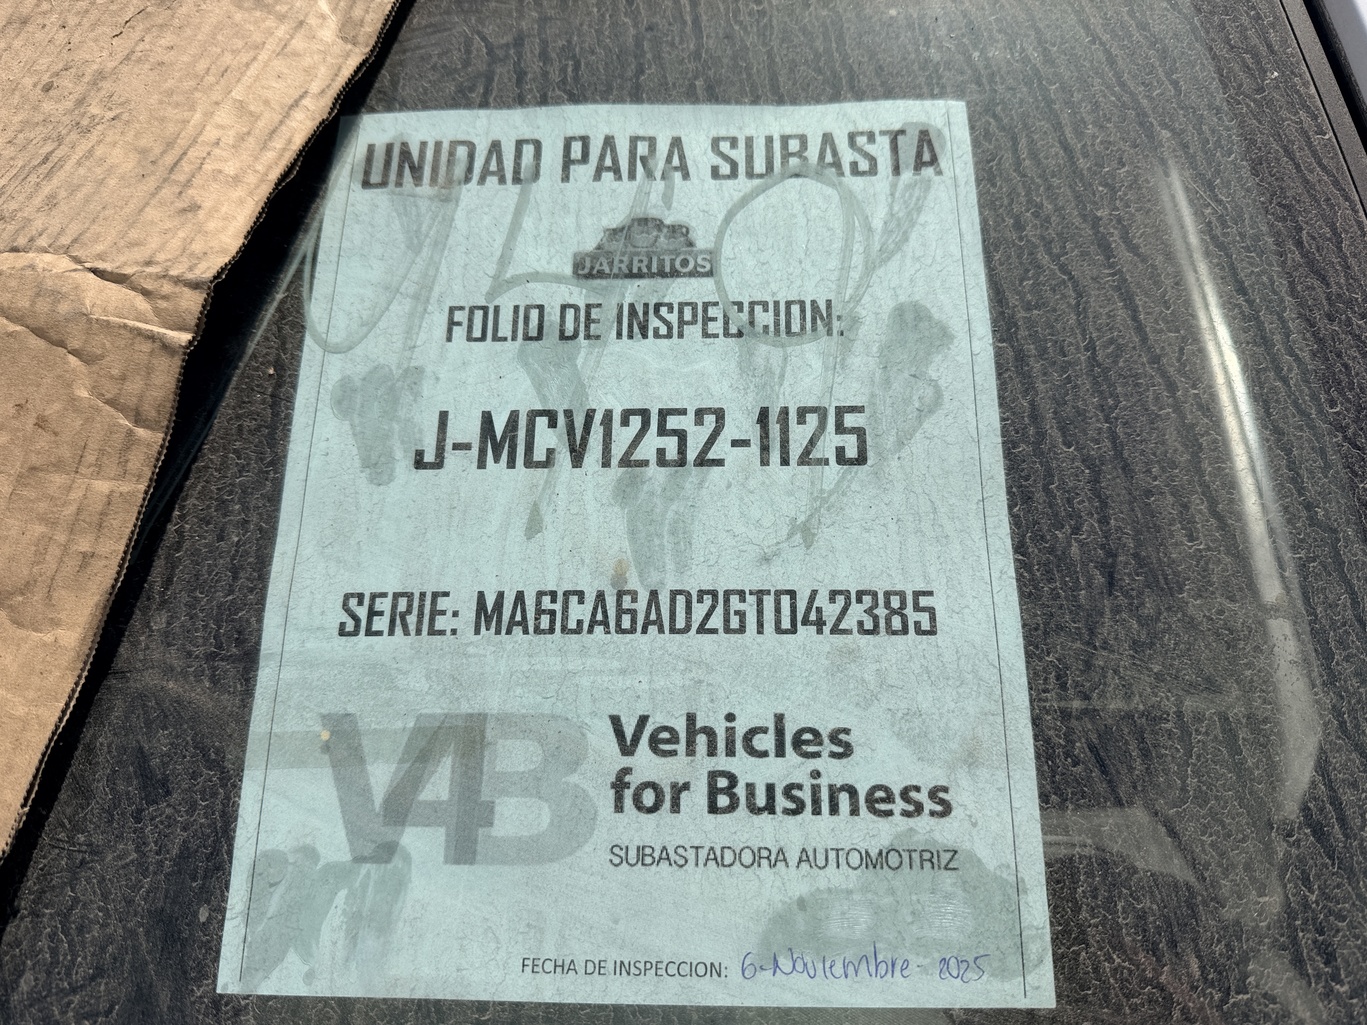 UNIDAD PARA SUBASTA
JARRITOS
FOLIO DE INSPECCION:
J-MCV1252-1125
SERIE: MA6CA6AD2GT042385
V4B
Vehicles
for Business
SUBASTADORA AUTOMOTRIZ
FECHA DE INSPECCION: 6-Noviembre-2025